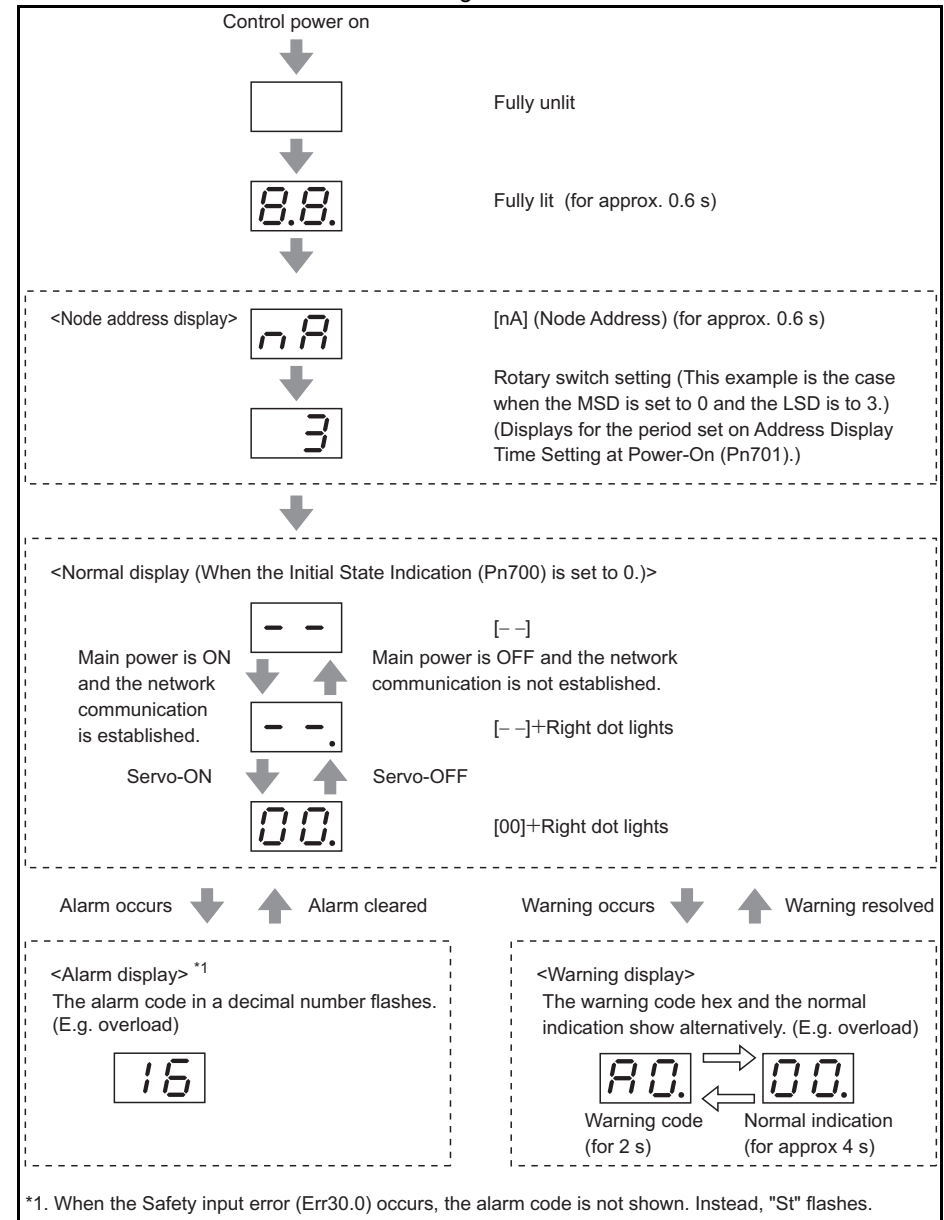 Control power on
Fully unlit
8.8.
Fully lit (for approx. 0.6 s)
<Node address display>
nA
[nA] (Node Address) (for approx. 0.6 s)
3
Rotary switch setting (This example is the case
when the MSD is set to 0 and the LSD is to 3.)
(Displays for the period set on Address Display
Time Setting at Power-On (Pn701).)
<Normal display (When the Initial State Indication (Pn700) is set to 0.)>
– –
[– –]
Main power is ON
and the network
communication
is established.
Main power is OFF and the network
communication is not established.
– –.
[– –]+Right dot lights
Servo-ON
Servo-OFF
00.
[00]+Right dot lights
Alarm occurs
Alarm cleared
Warning occurs
Warning resolved
<Alarm display> *1
The alarm code in a decimal number flashes.
(E.g. overload)
16
<Warning display>
The warning code hex and the normal
indication show alternatively. (E.g. overload)
A0.
00.
Warning code
(for 2 s)
Normal indication
(for approx 4 s)
*1. When the Safety input error (Err30.0) occurs, the alarm code is not shown. Instead, "St" flashes.